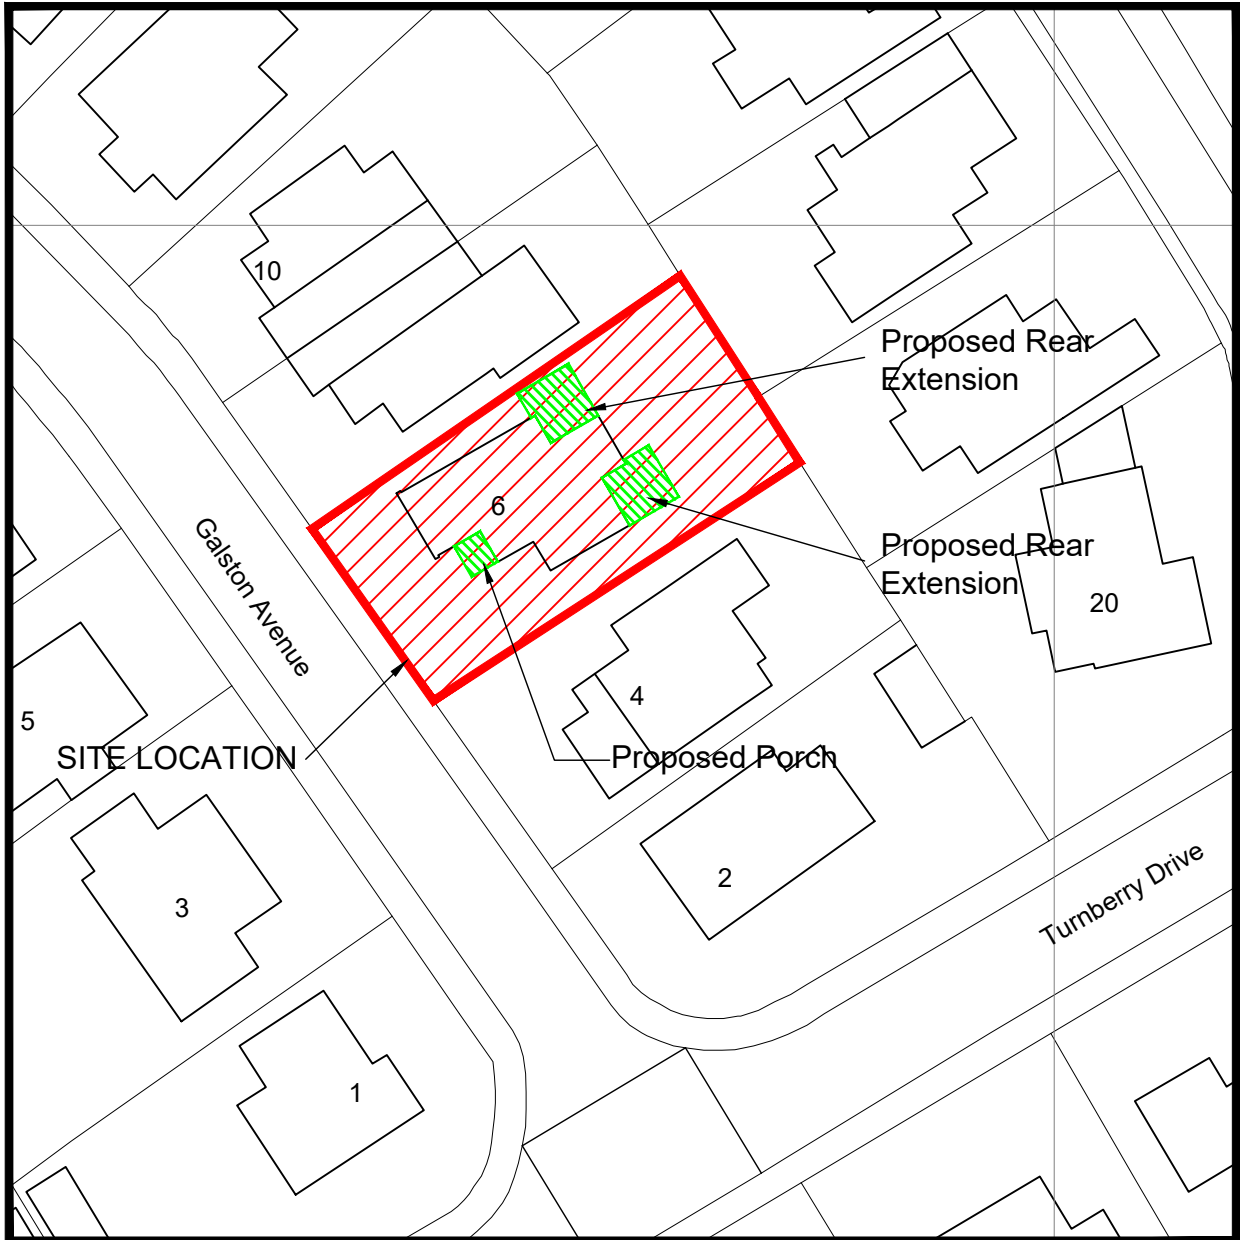 10
Proposed Rear
Extension
6
Galston Avenue
Proposed Rear
Extension
20
4
5
SITE LOCATION
Proposed Porch
2
3
Turnberry Drive
1